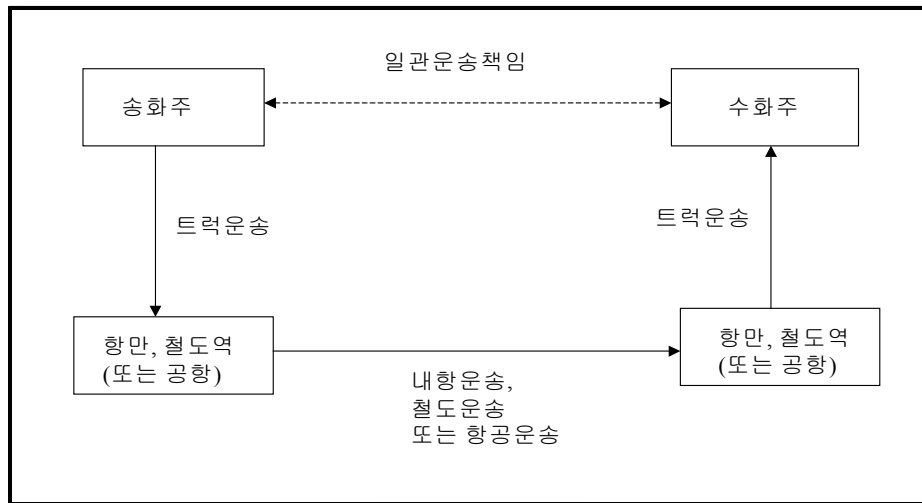 일관운송책임
송화주
수화주
트럭운송
트럭운송
항만, 철도역
(또는 공항)
항만, 철도역
(또는 공항)
내항운송,
철도운송
또는 항공운송